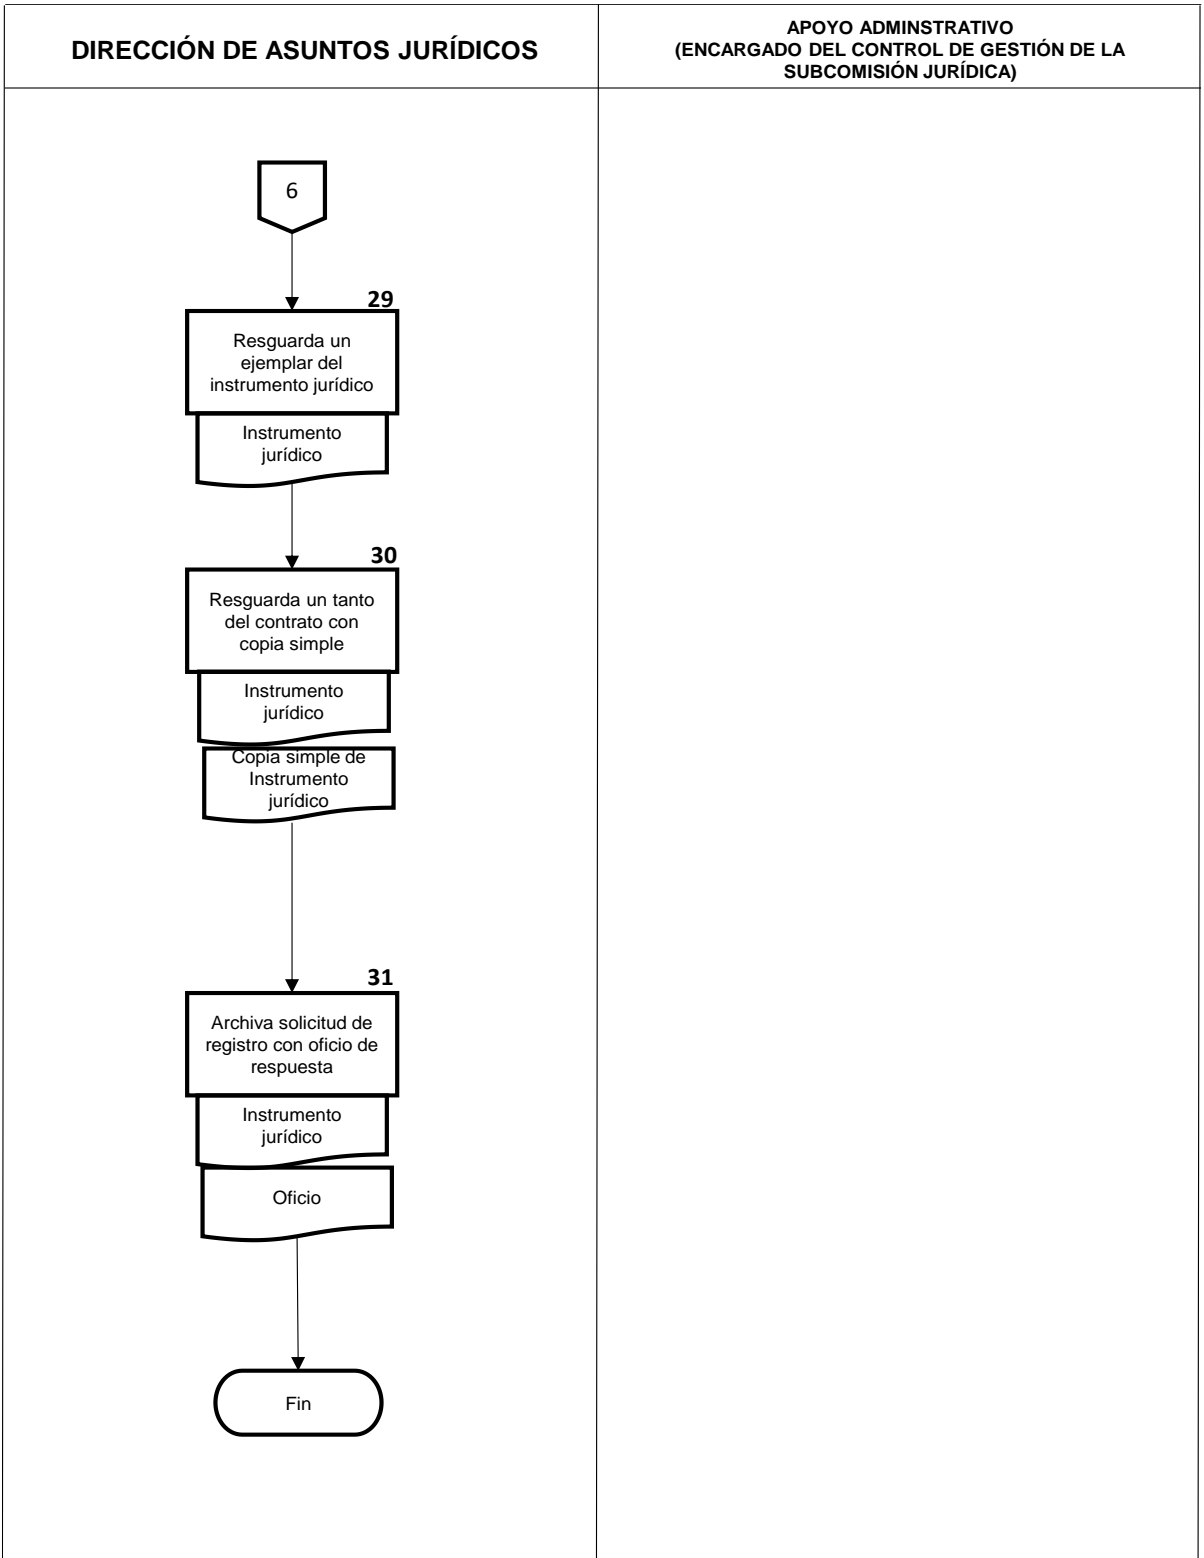 DIRECCIÓN DE ASUNTOS JURÍDICOS
APOYO ADMINSTRATIVO
(ENCARGADO DEL CONTROL DE GESTIÓN DE LA
SUBCOMISIÓN JURÍDICA)
6
29
Resguarda un
ejemplar del
instrumento jurídico
Instrumento
jurídico
30
Resguarda un tanto
del contrato con
copia simple
Instrumento
jurídico
Copia simple de
Instrumento
jurídico
31
Archiva solicitud de
registro con oficio de
respuesta
Instrumento
jurídico
Oficio
Fin